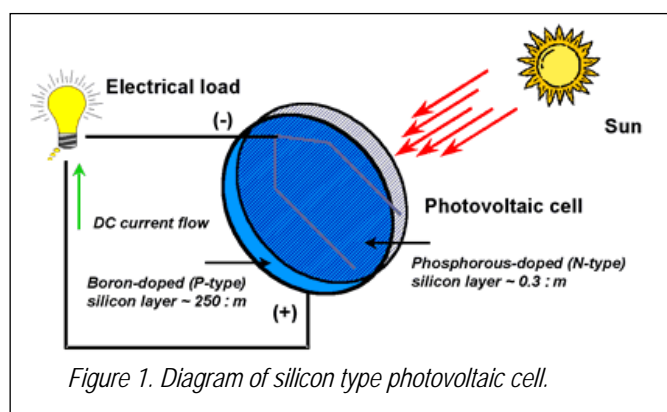 Electrical load
(-)
Sun
DC current flow
Photovoltaic cell
Boron-doped (P-type)
silicon layer ~ 250 : m
(+)
Phosphorous-doped (N-type)
silicon layer ~ 0.3 : m
Figure 1. Diagram of silicon type photovoltaic cell.